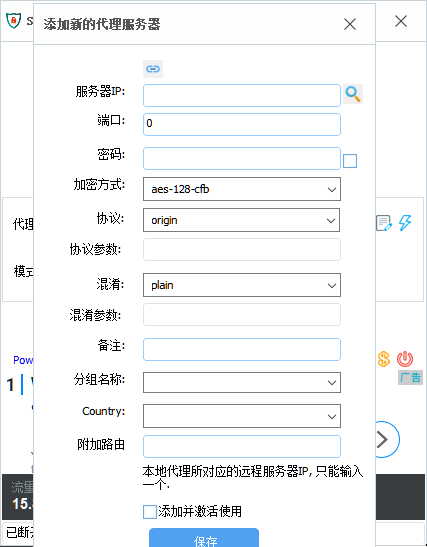 添加新的代理服务器
服务器IP:
端口:
0
密码:
加密方式:
aes-128-cfb
协议:
origin
协议参数:
混淆:
plain
混淆参数:
备注:
分组名称:
Country:
附加路由
本地代理所对应的远程服务器IP, 只能输入
一个.
添加并激活使用
保存
S
代理
模式
Pow
1
广告
流量
15.
已断开